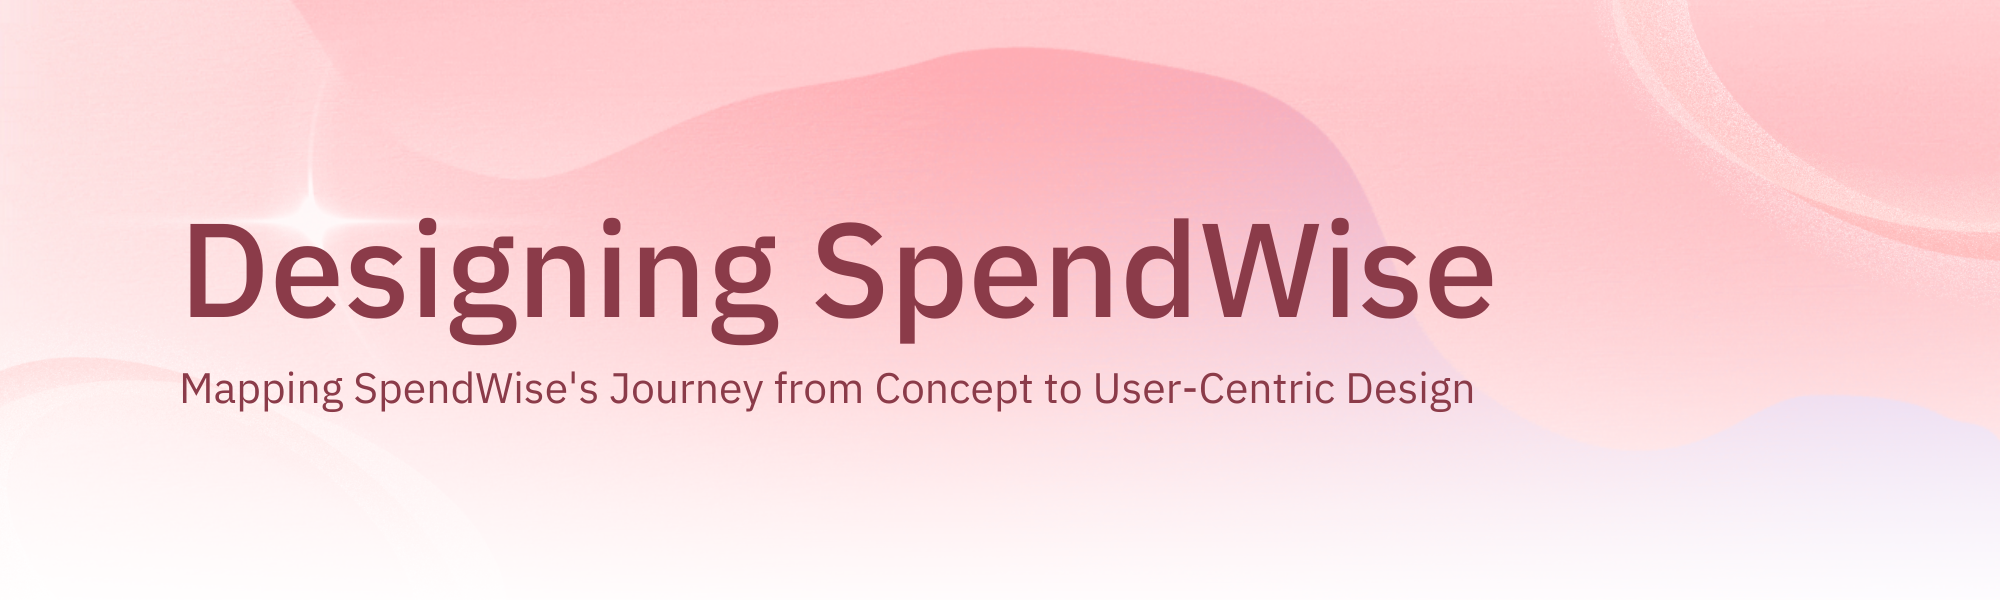 Designing SpendWise
Mapping SpendWise's Journey from Concept to User-Centric Design